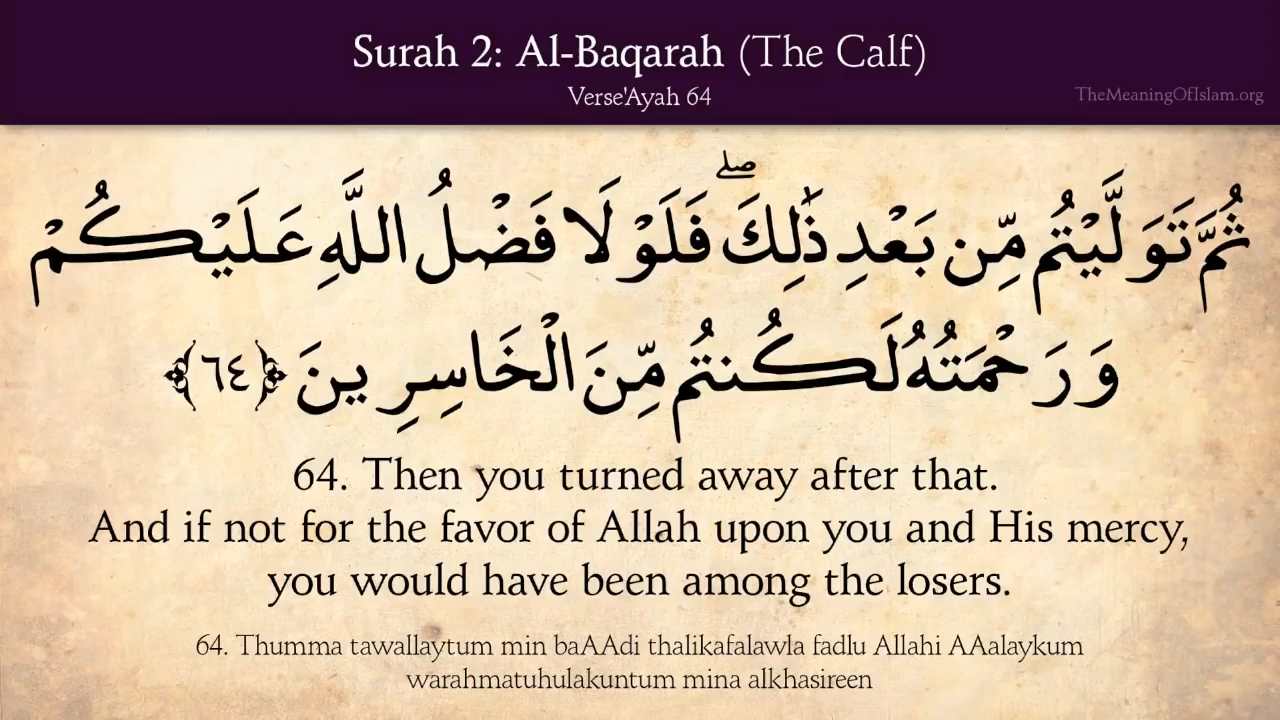 Surah 2: Al-Baqarah (The Calf)
Verse'Ayah 64
TheMeaningOfIslam.org
ثُمَّ تَوَلَّيْتُم مِّن بَعْدِ ذَٰلِكَ ۖ فَلَوْلَا فَضْلُ اللَّهِ عَلَيْكُمْ
وَرَحْمَتُهُ لَكُنتُم مِّنَ الْخَاسِرِينَ ﴿٦٤﴾
64. Then you turned away after that.
And if not for the favor of Allah upon you and His mercy,
you would have been among the losers.
64. Thumma tawallaytum min baAAdi thalikafalawla fadlu Allahi AAalaykum
warahmatuhulakuntum mina alkhasireen